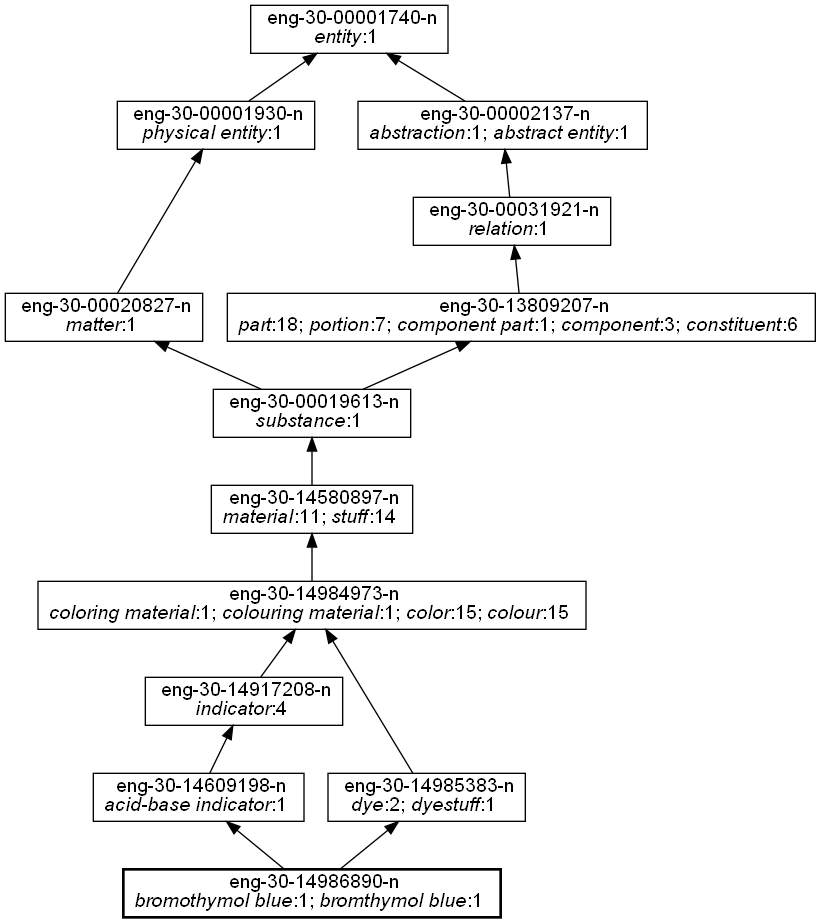 eng-30-00001740-n
entity:1
eng-30-00001930-n
physical entity:1
eng-30-00002137-n
abstraction:1; abstract entity:1
eng-30-00031921-n
relation:1
eng-30-00020827-n
matter:1
eng-30-13809207-n
part:18; portion:7; component part:1; component:3; constituent:6
eng-30-00019613-n
substance:1
eng-30-14580897-n
material:11; stuff:14
eng-30-14984973-n
coloring material:1; colouring material:1; color:15; colour:15
eng-30-14917208-n
indicator:4
eng-30-14609198-n
acid-base indicator:1
eng-30-14985383-n
dye:2; dyestuff:1
eng-30-14986890-n
bromothymol blue:1; bromthymol blue:1